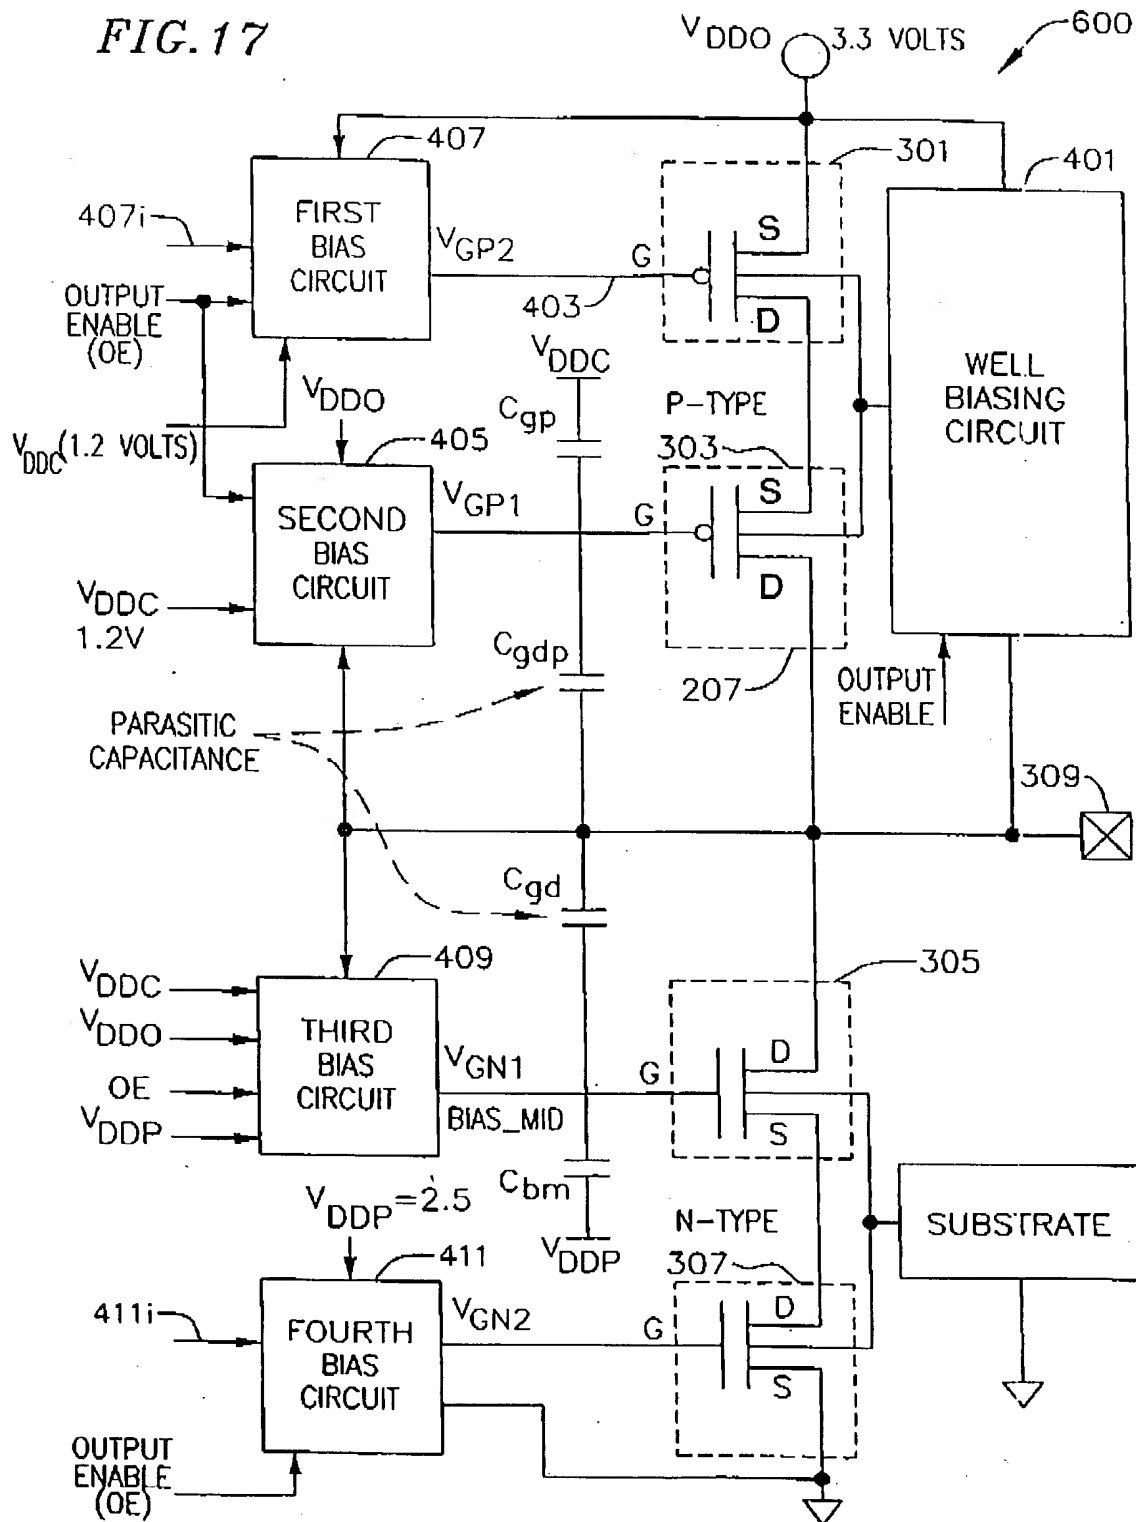 FIG. 17
VDDO
3.3 VOLTS
600
407
301
401
407i
FIRST
BIAS
CIRCUIT
VGP2
G
S
D
403
OUTPUT
ENABLE
(OE)
VDDC
VDDO
Cgp
P-TYPE
WELL
BIASING
CIRCUIT
VDDC (1.2 VOLTS)
405
303
SECOND
BIAS
CIRCUIT
VGP1
G
S
D
VDDC
1.2V
Cgdp
207
OUTPUT
ENABLE
PARASITIC
CAPACITANCE
309
Cgd
409
305
VDDC
VDDO
OE
VDDP
THIRD
BIAS
CIRCUIT
VGN1
BIAS_MID
G
D
S
Cbm
VDDP=2.5
N-TYPE
SUBSTRATE
VDDP
411
307
411i
FOURTH
BIAS
CIRCUIT
VGN2
G
D
S
OUTPUT
ENABLE
(OE)